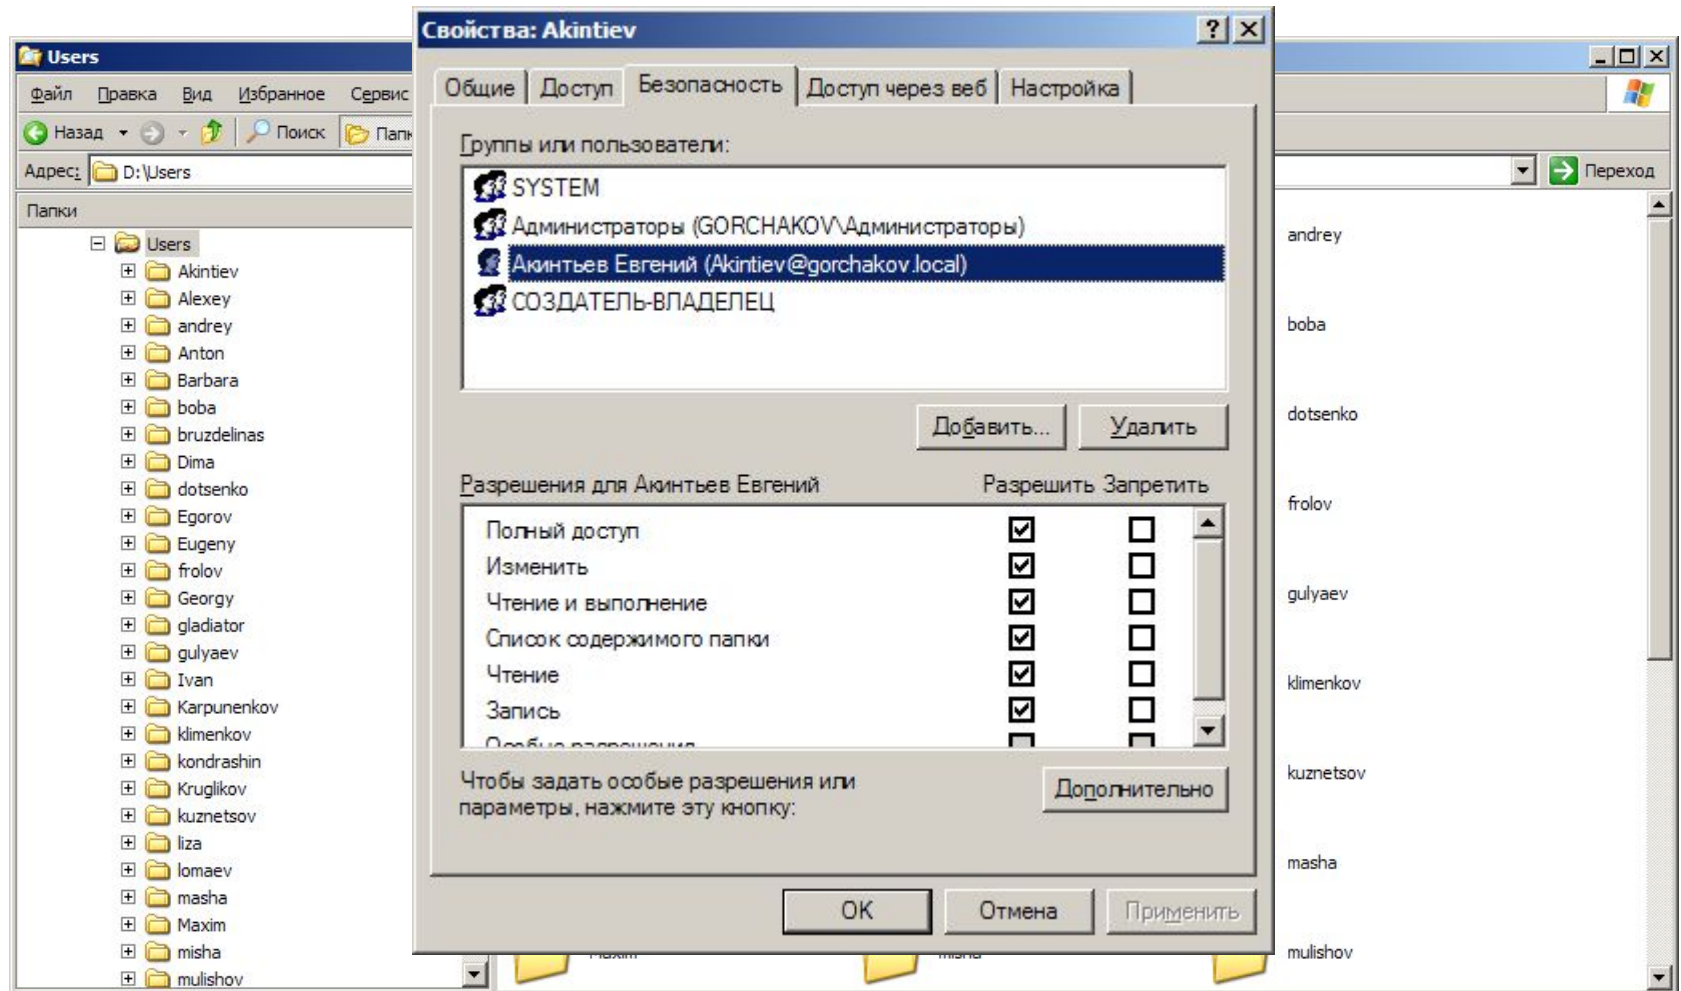 Users
Файл Правка Вид Избранное Сервис
Назад Поиск Папк
Адрес: D:\Users
Переход
Папки
Users
Akintiev
Alexey
andrey
Anton
Barbara
boba
bruzdelinas
Dima
dotsenko
Egorov
Eugeny
frolov
Georgy
gladiator
gulyaev
Ivan
Karpunenkov
klimenkov
kondrashin
Kruglikov
kuznetsov
liza
lomaev
masha
Maxim
misha
mulishov
Свойства: Akintiev
Общие Доступ Безопасность Доступ через веб Настройка
Группы или пользователи:
SYSTEM
Администраторы (GORCHAKOV\Администраторы)
Акинтьев Евгений (Akintiev@gorchakov.local)
СОЗДАТЕЛЬ-ВЛАДЕЛЕЦ
Добавить... Удалить
Разрешения для Акинтьев Евгений Разрешить Запретить
Полный доступ
Изменить
Чтение и выполнение
Список содержимого папки
Чтение
Запись
Особые разрешения
Чтобы задать особые разрешения или
параметры, нажмите эту кнопку:
Дополнительно
OK Отмена Применить
andrey
boba
dotsenko
frolov
gulyaev
klimenkov
kuznetsov
masha
Maxim misha mulishov